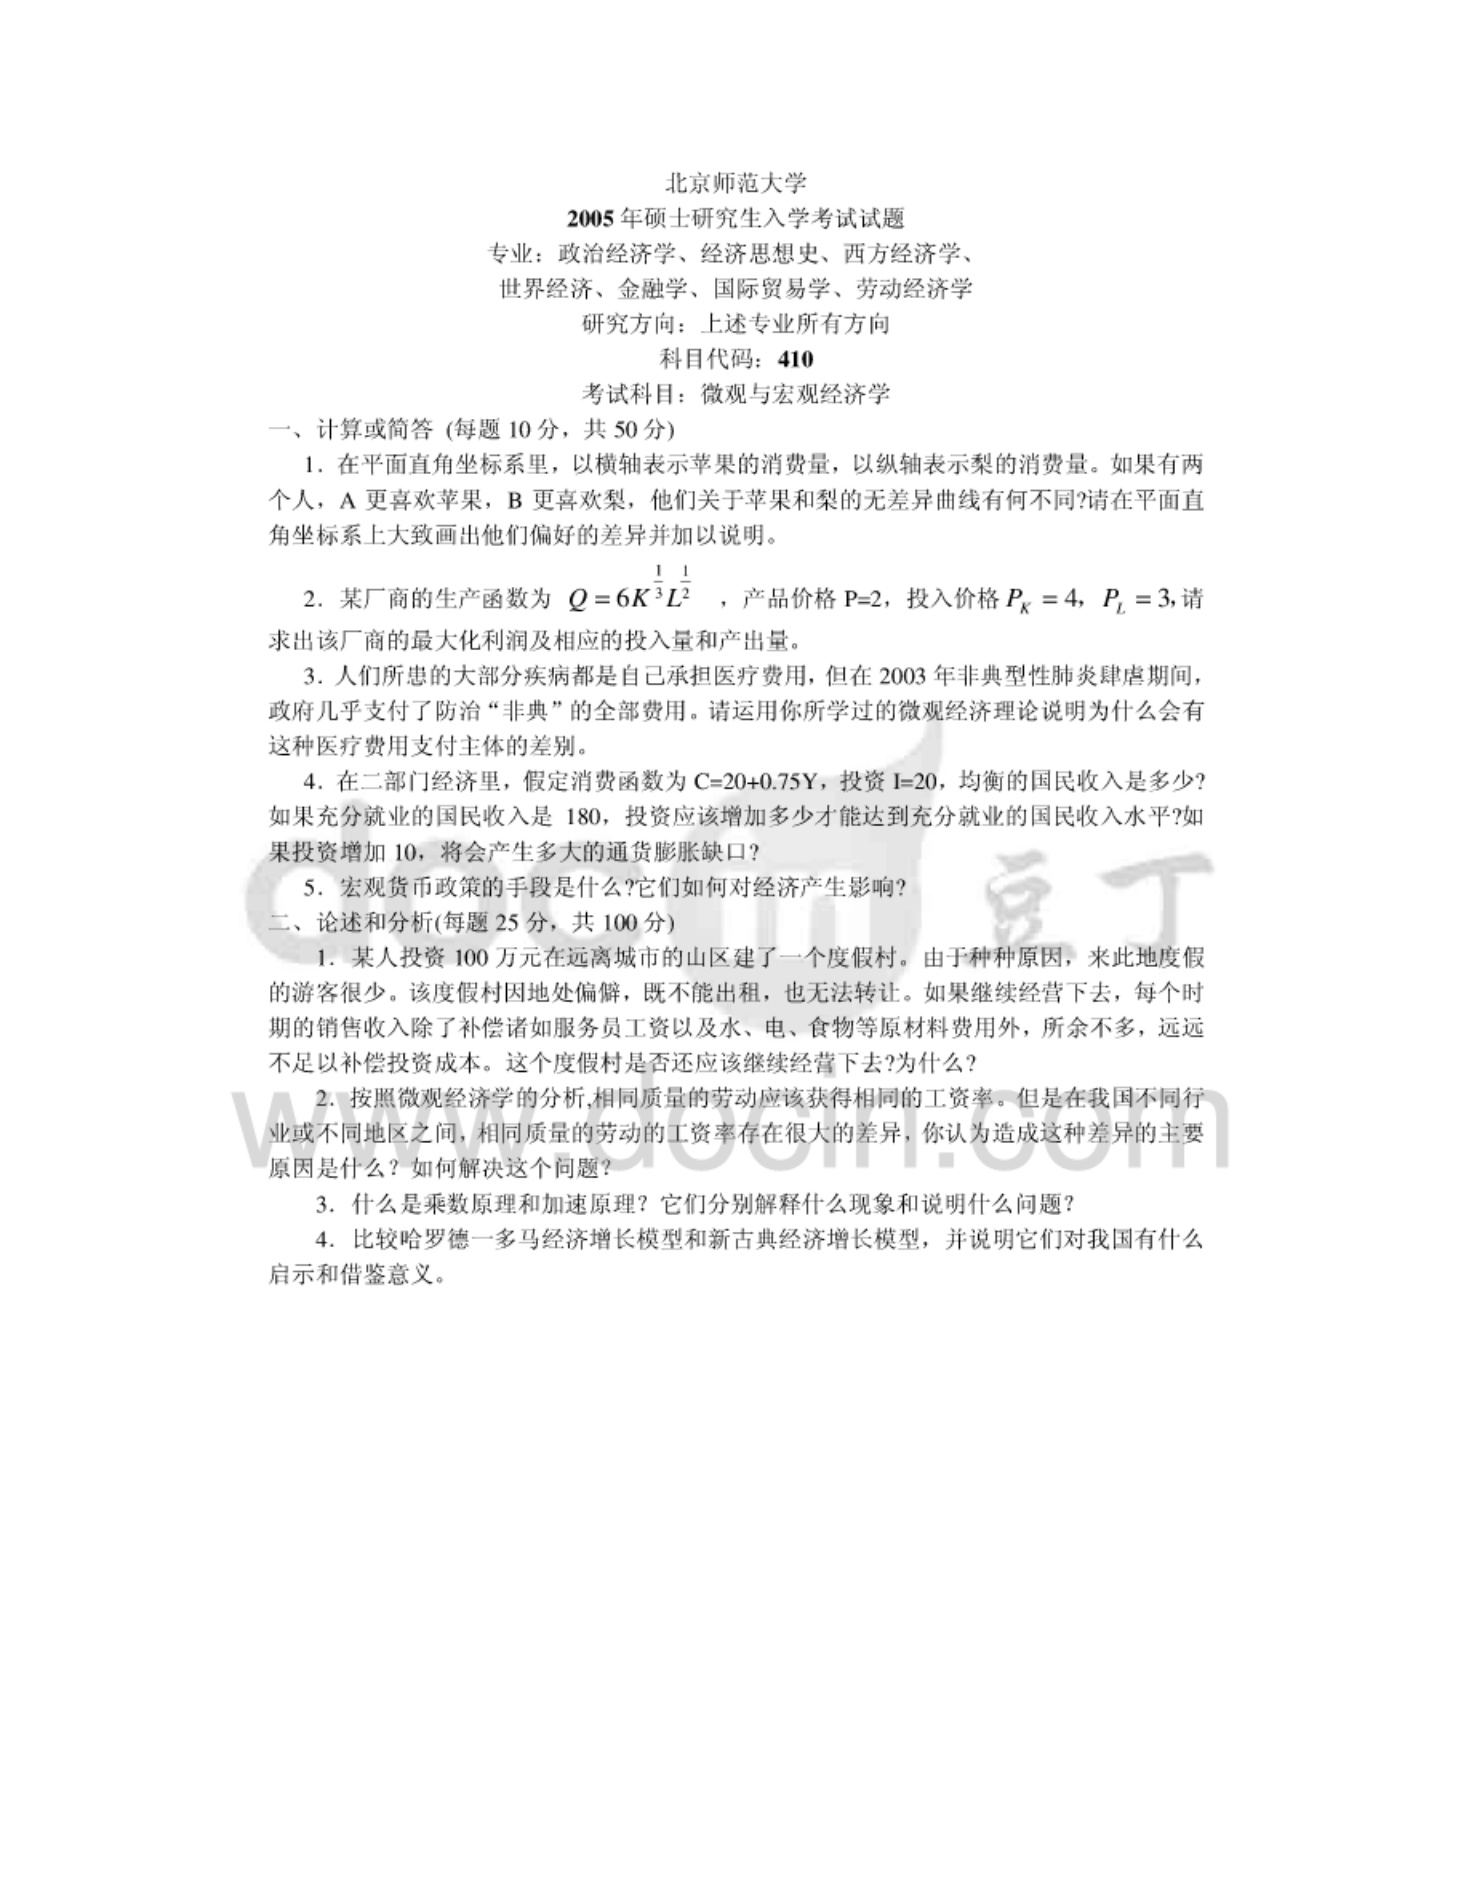 北京师范大学
2005 年硕士研究生入学考试试题
专业：政治经济学、经济思想史、西方经济学、
世界经济、金融学、国际贸易学、劳动经济学
研究方向：上述专业所有方向
科目代码：410
考试科目：微观与宏观经济学
一、计算或简答 (每题 10 分，共 50 分)
1．在平面直角坐标系里，以横轴表示苹果的消费量，以纵轴表示梨的消费量。如果有两
个人，A 更喜欢苹果，B 更喜欢梨，他们关于苹果和梨的无差异曲线有何不同?请在平面直
角坐标系上大致画出他们偏好的差异并加以说明。
2．某厂商的生产函数为 Q = 6K^{1/3}L^{1/2} ，产品价格 P=2，投入价格 P_K = 4， P_L = 3,请
求出该厂商的最大化利润及相应的投入量和产出量。
3．人们所患的大部分疾病都是自己承担医疗费用，但在 2003 年非典型性肺炎肆虐期间，
政府几乎支付了防治“非典”的全部费用。请运用你所学过的微观经济理论说明为什么会有
这种医疗费用支付主体的差别。
4．在二部门经济里，假定消费函数为 C=20+0.75Y，投资 I=20，均衡的国民收入是多少?
如果充分就业的国民收入是 180，投资应该增加多少才能达到充分就业的国民收入水平?如
果投资增加 10，将会产生多大的通货膨胀缺口?
5．宏观货币政策的手段是什么?它们如何对经济产生影响?
二、论述和分析(每题 25 分，共 100 分)
1．某人投资 100 万元在远离城市的山区建了一个度假村。由于种种原因，来此地度假
的游客很少。该度假村因地处偏僻，既不能出租，也无法转让。如果继续经营下去，每个时
期的销售收入除了补偿诸如服务员工资以及水、电、食物等原材料费用外，所余不多，远远
不足以补偿投资成本。这个度假村是否还应该继续经营下去?为什么?
2．按照微观经济学的分析,相同质量的劳动应该获得相同的工资率。但是在我国不同行
业或不同地区之间，相同质量的劳动的工资率存在很大的差异，你认为造成这种差异的主要
原因是什么？如何解决这个问题？
3．什么是乘数原理和加速原理？它们分别解释什么现象和说明什么问题？
4．比较哈罗德一多马经济增长模型和新古典经济增长模型，并说明它们对我国有什么
启示和借鉴意义。
docin 豆丁
www.docin.com